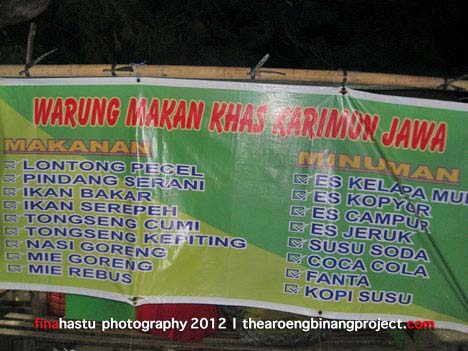 WARUNG MAKAN KHAS KARIMUN JAWA
MAKANAN
LONTONG PECEL
PINDANG SERANI
IKAN BAKAR
IKAN SEREPEH
TONGSENG CUMI
TONGSENG KEPITING
NASI GORENG
MIE GORENG
MIE REBUS
MINUMAN
ES KELAPA MU
ES KOPYOR
ES CAMPUR
ES JERUK
SUSU SODA
COCA COLA
FANTA
KOPI SUSU
finahastu photography 2012 | thearoengbinangproject.com